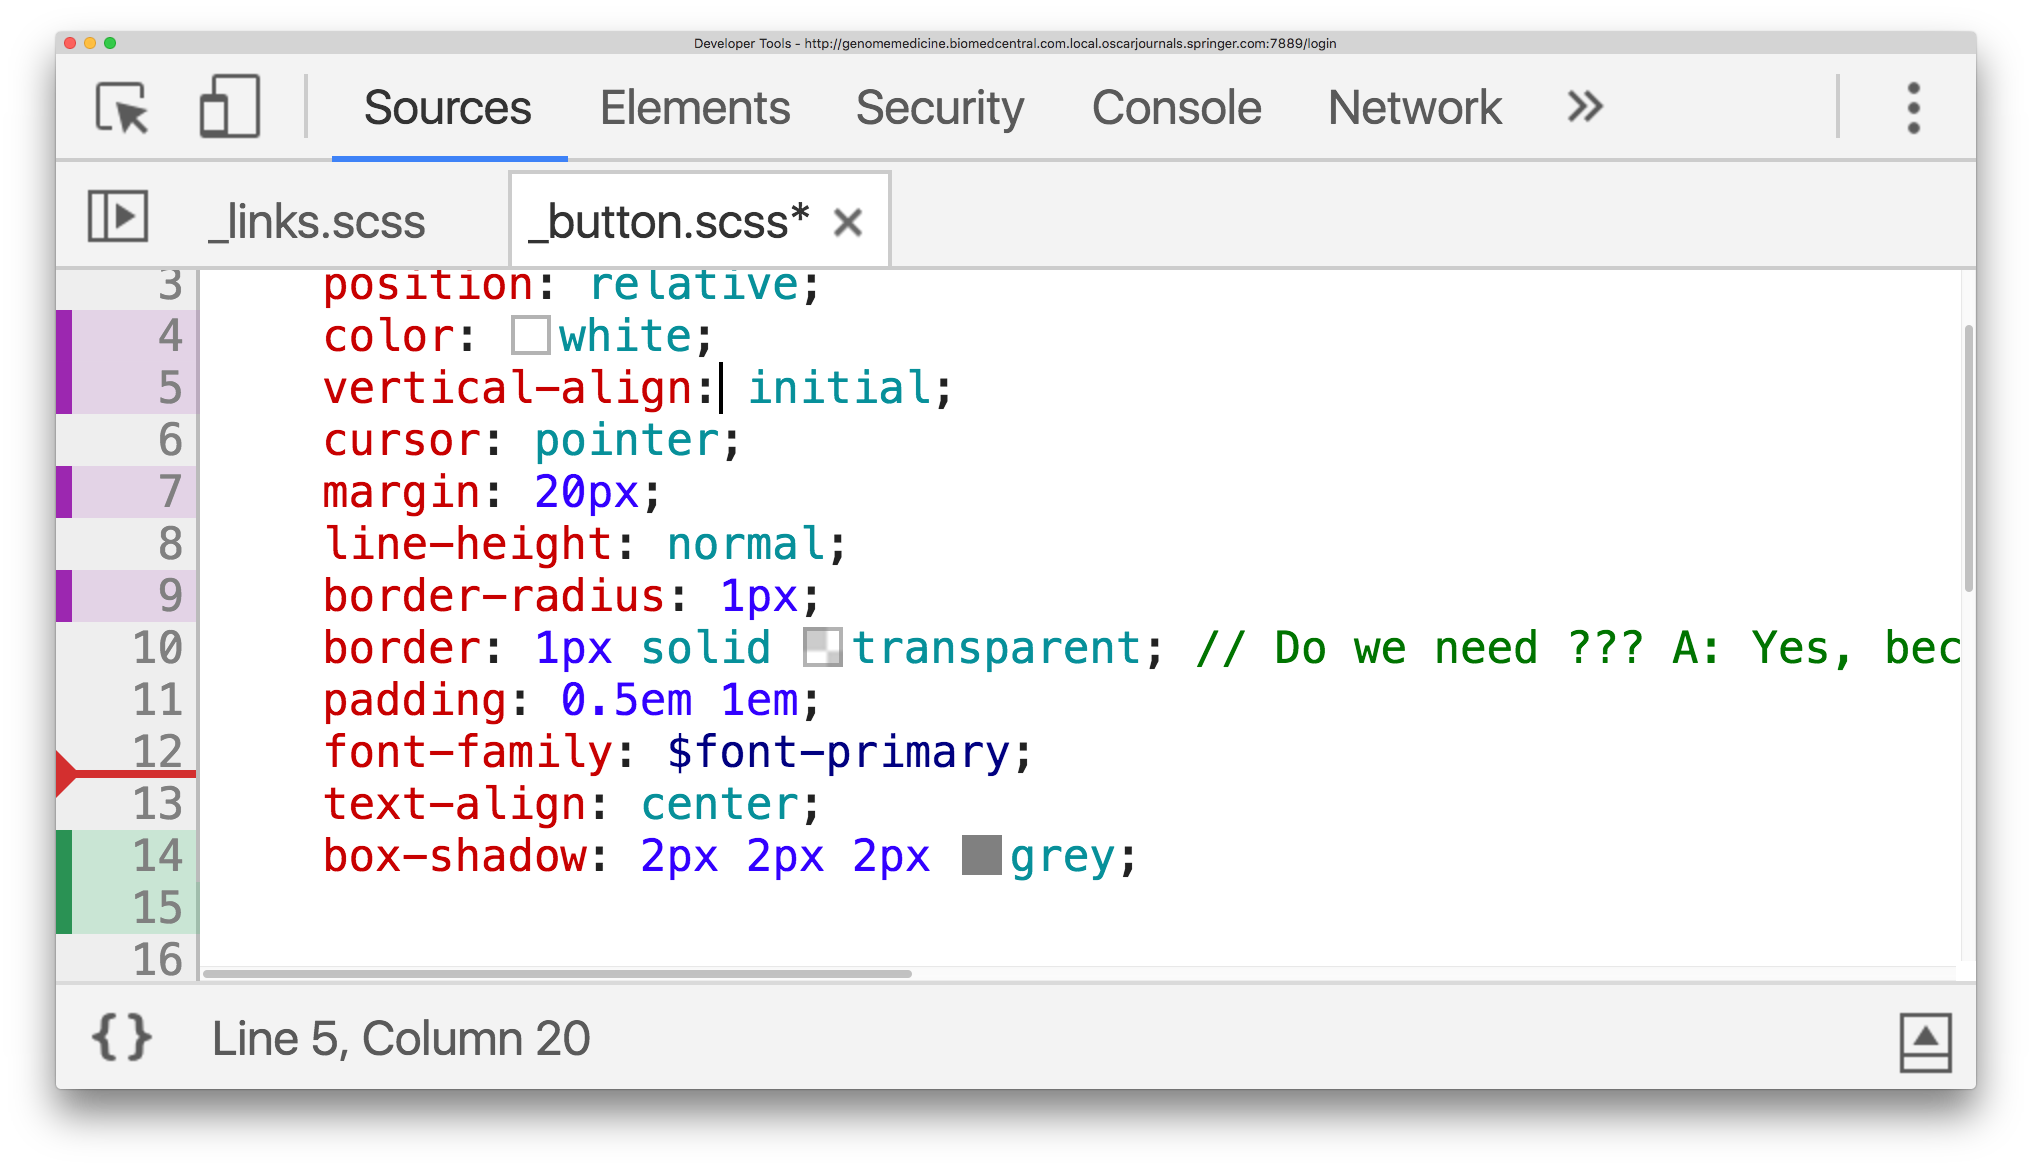 Developer Tools - http://genomemedicine.biomedcentral.com.local.oscarjournals.springer.com:7889/login
Sources Elements Security Console Network »
_links.scss _button.scss* ×
3 position: relative;
4 color: white;
5 vertical-align: initial;
6 cursor: pointer;
7 margin: 20px;
8 line-height: normal;
9 border-radius: 1px;
10 border: 1px solid transparent; // Do we need ??? A: Yes, bec
11 padding: 0.5em 1em;
12 font-family: $font-primary;
13 text-align: center;
14 box-shadow: 2px 2px 2px grey;
15
16
{} Line 5, Column 20